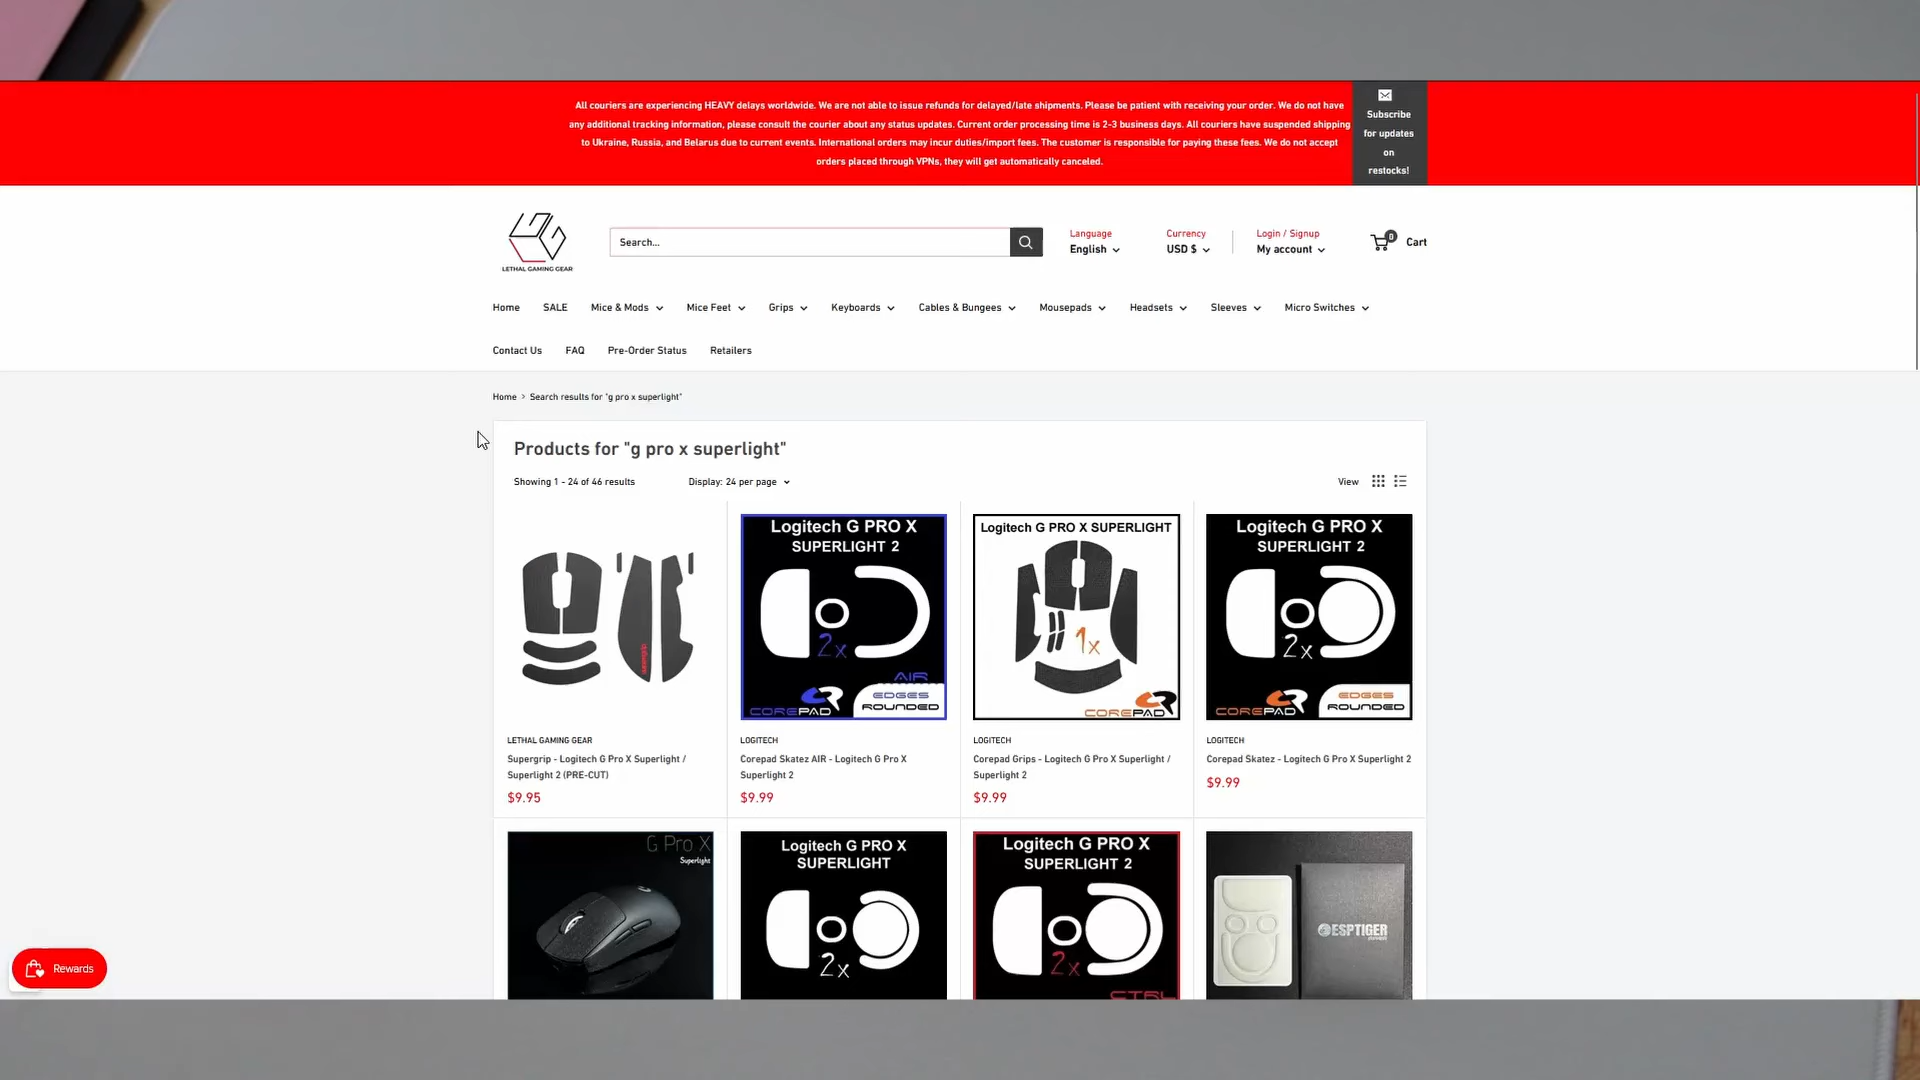 All couriers are experiencing HEAVY delays worldwide. We are not able to issue refunds for delayed/late shipments. Please be patient with receiving your order. We do not have
any additional tracking information, please consult the courier about any status updates. Current order processing time is 2-3 business days. All couriers have suspended shipping
to Ukraine, Russia, and Belarus due to current events. International orders may incur duties/import fees. The customer is responsible for paying these fees. We do not accept
orders placed through VPNs, they will get automatically canceled.
Subscribe
for updates
on
restocks!
LETHAL GAMING GEAR
Search...
Language
English
Currency
USD $
Login / Signup
My account
0
Cart
Home
SALE
Mice & Mods
Mice Feet
Grips
Keyboards
Cables & Bungees
Mousepads
Headsets
Sleeves
Micro Switches
Contact Us
FAQ
Pre-Order Status
Retailers
Home > Search results for "g pro x superlight"
Products for "g pro x superlight"
Showing 1 - 24 of 46 results
Display: 24 per page
View
supergrip
LETHAL GAMING GEAR
Supergrip - Logitech G Pro X Superlight /
Superlight 2 (PRE-CUT)
$9.95
Logitech G PRO X
SUPERLIGHT 2
2x
AIR
COREPAD
EDGES
ROUNDED
LOGITECH
Corepad Skatez AIR - Logitech G Pro X
Superlight 2
$9.99
Logitech G PRO X SUPERLIGHT
1x
COREPAD
LOGITECH
Corepad Grips - Logitech G Pro X Superlight /
Superlight 2
$9.99
Logitech G PRO X
SUPERLIGHT 2
2x
COREPAD
EDGES
ROUNDED
LOGITECH
Corepad Skatez - Logitech G Pro X Superlight 2
$9.99
G Pro X
Superlight
Logitech G PRO X
SUPERLIGHT
2x
Logitech G PRO X
SUPERLIGHT 2
2x
CTRL
ESPTIGER
Rewards